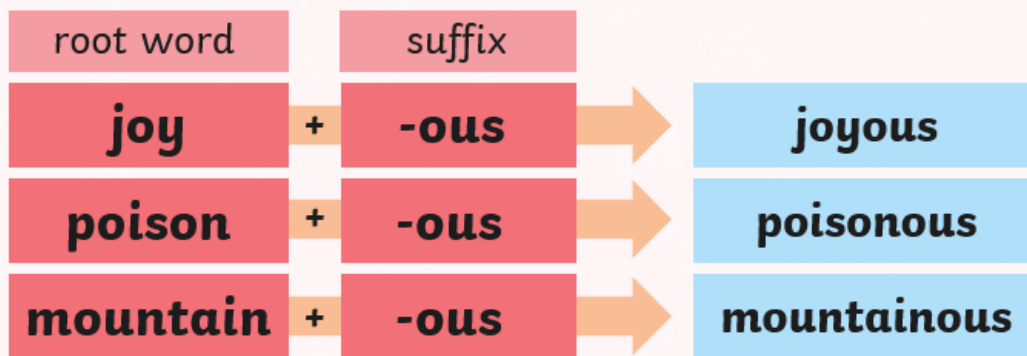 root word suffix
joy + -ous joyous
poison + -ous poisonous
mountain + -ous mountainous